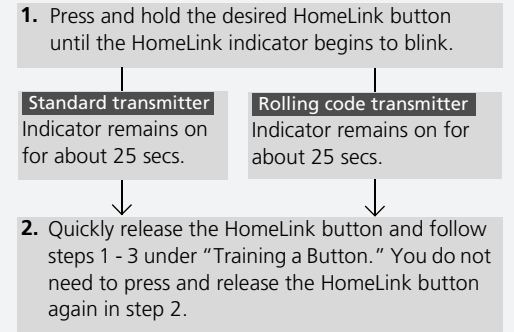 1. Press and hold the desired HomeLink button
until the HomeLink indicator begins to blink.
Standard transmitter
Indicator remains on
for about 25 secs.
Rolling code transmitter
Indicator remains on for
about 25 secs.
2. Quickly release the HomeLink button and follow
steps 1 - 3 under “Training a Button.” You do not
need to press and release the HomeLink button
again in step 2.